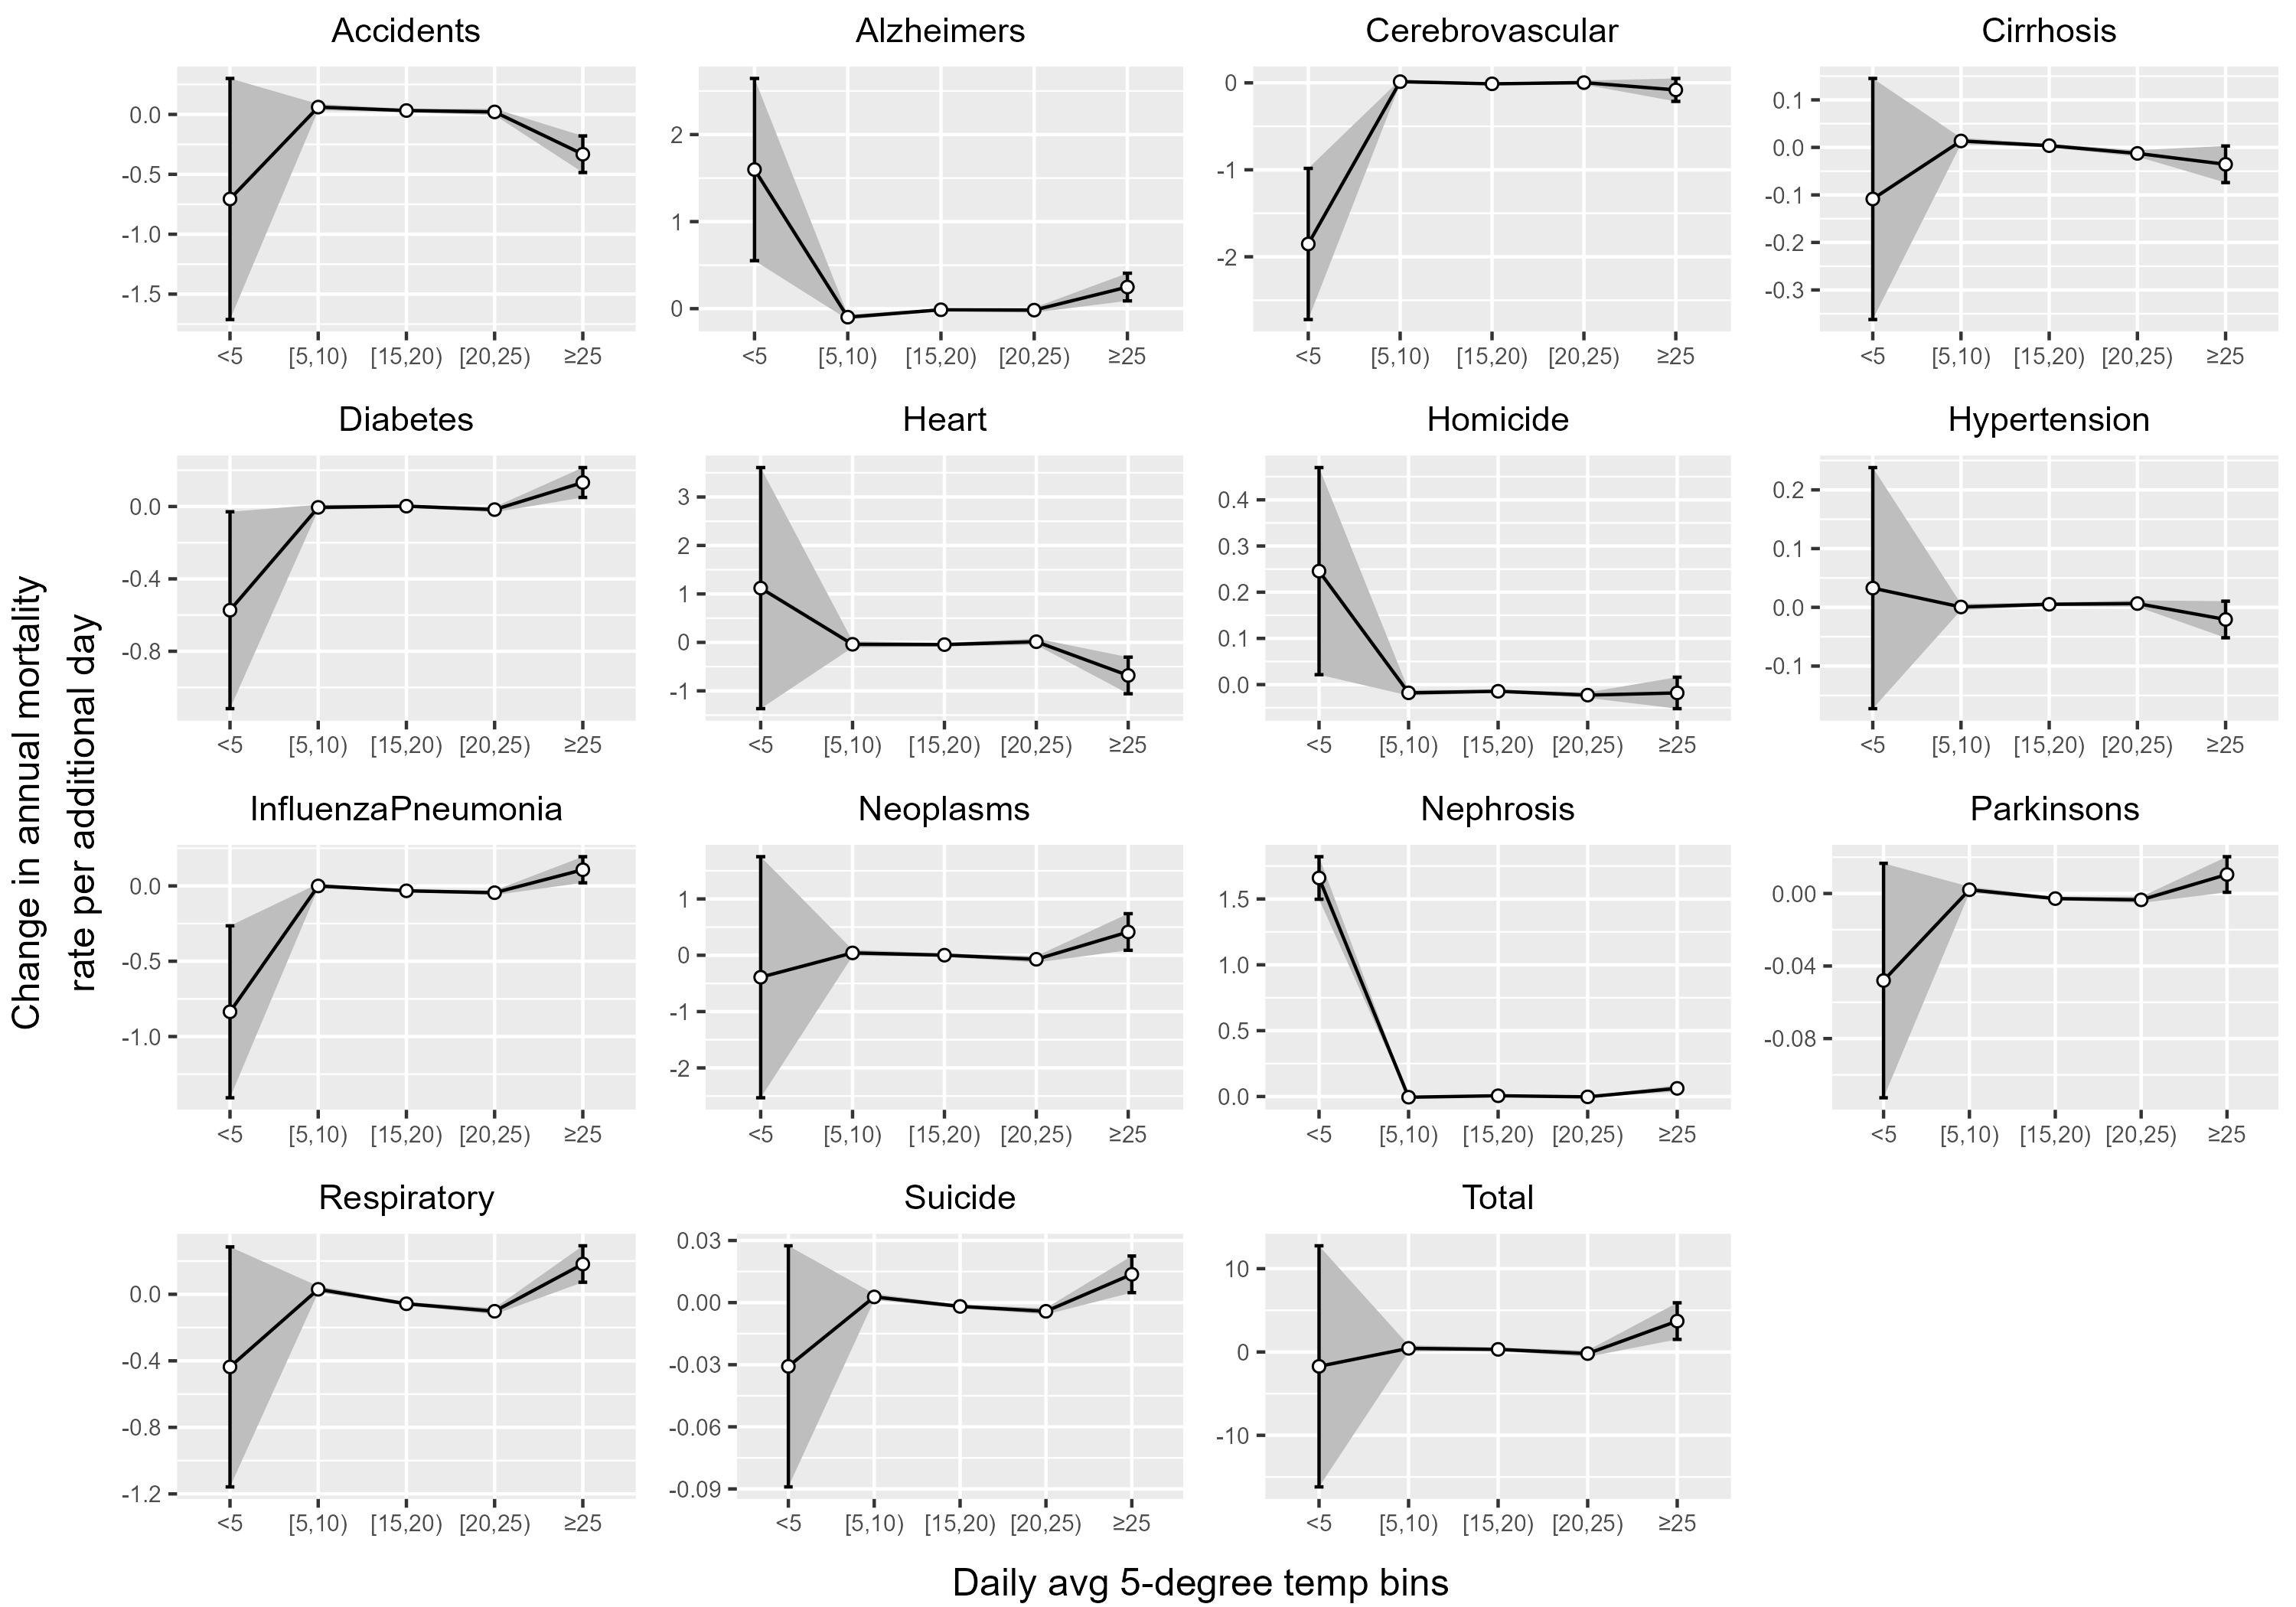 Accidents
Alzheimers
Cerebrovascular
Cirrhosis
0.0
-0.5
-1.0
-1.5
2
1
0
0
-1
-2
0.1
0.0
-0.1
-0.2
-0.3
<5 [5,10) [15,20) [20,25) ≥25
<5 [5,10) [15,20) [20,25) ≥25
<5 [5,10) [15,20) [20,25) ≥25
<5 [5,10) [15,20) [20,25) ≥25
Diabetes
Heart
Homicide
Hypertension
0.0
-0.4
-0.8
3
2
1
0
-1
0.4
0.3
0.2
0.1
0.0
0.2
0.1
0.0
-0.1
<5 [5,10) [15,20) [20,25) ≥25
<5 [5,10) [15,20) [20,25) ≥25
<5 [5,10) [15,20) [20,25) ≥25
<5 [5,10) [15,20) [20,25) ≥25
Change in annual mortality
rate per additional day
InfluenzaPneumonia
Neoplasms
Nephrosis
Parkinsons
0.0
-0.5
-1.0
1
0
-1
-2
1.5
1.0
0.5
0.0
0.00
-0.04
-0.08
<5 [5,10) [15,20) [20,25) ≥25
<5 [5,10) [15,20) [20,25) ≥25
<5 [5,10) [15,20) [20,25) ≥25
<5 [5,10) [15,20) [20,25) ≥25
Respiratory
Suicide
Total
0.0
-0.4
-0.8
-1.2
0.03
0.00
-0.03
-0.06
-0.09
10
0
-10
<5 [5,10) [15,20) [20,25) ≥25
<5 [5,10) [15,20) [20,25) ≥25
<5 [5,10) [15,20) [20,25) ≥25
Daily avg 5-degree temp bins